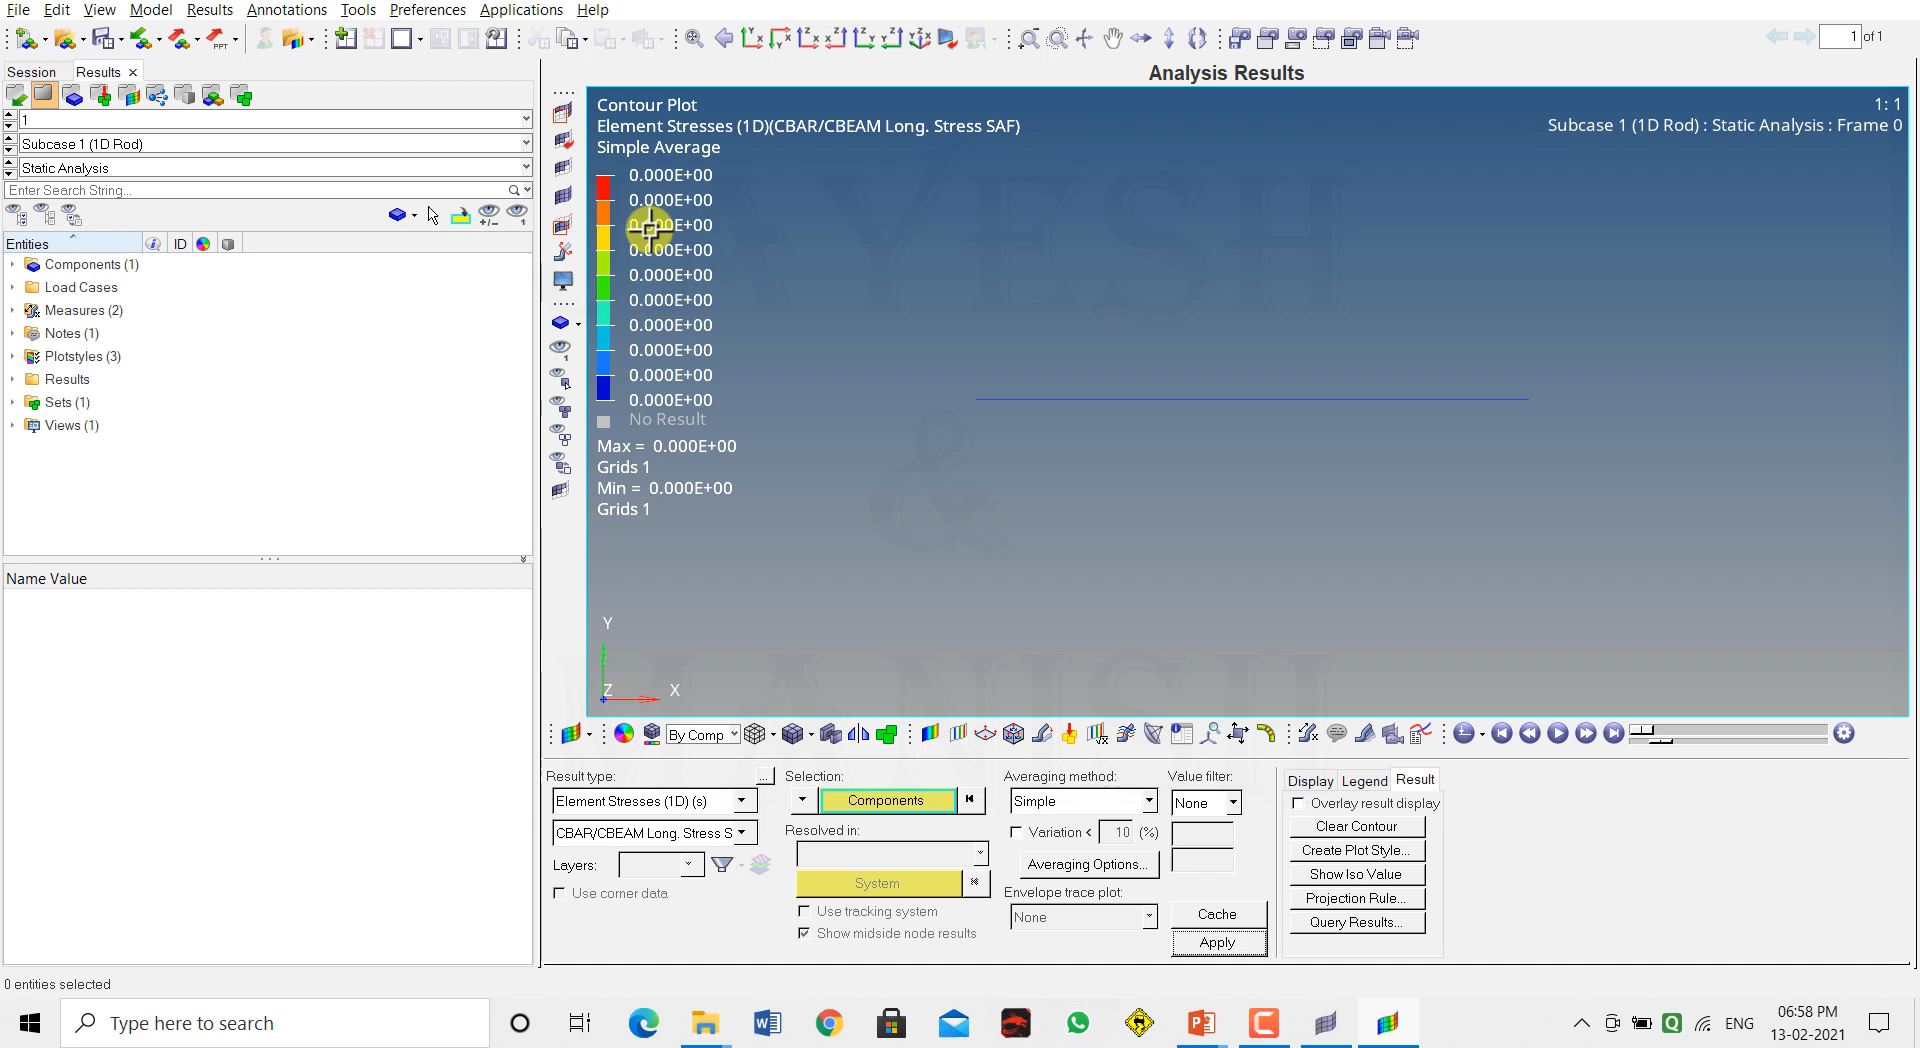 File Edit View Model Results Annotations Tools Preferences Applications Help
PPT
1 of 1
Session Results
Analysis Results
1
Subcase 1 (1D Rod)
Static Analysis
Enter Search String...
Entities ID
Components (1)
Load Cases
Measures (2)
Notes (1)
Plotstyles (3)
Results
Sets (1)
Views (1)
Name Value
Contour Plot
Element Stresses (1D)(CBAR/CBEAM Long. Stress SAF)
Simple Average
1: 1
Subcase 1 (1D Rod) : Static Analysis : Frame 0
0.000E+00
0.000E+00
0.000E+00
0.000E+00
0.000E+00
0.000E+00
0.000E+00
0.000E+00
0.000E+00
0.000E+00
No Result
Max = 0.000E+00
Grids 1
Min = 0.000E+00
Grids 1
AYESH
&
MANISH
Y
Z X
By Comp
Result type: ...
Element Stresses (1D) (s)
CBAR/CBEAM Long. Stress S
Layers:
Use corner data
Selection:
Components
Resolved in:
System
Use tracking system
Show midside node results
Averaging method:
Simple
Variation < 10 (%)
Averaging Options...
Envelope trace plot:
None
Value filter:
None
Cache
Apply
Display Legend Result
Overlay result display
Clear Contour
Create Plot Style...
Show Iso Value
Projection Rule...
Query Results...
0 entities selected
Type here to search
ENG
06:58 PM
13-02-2021